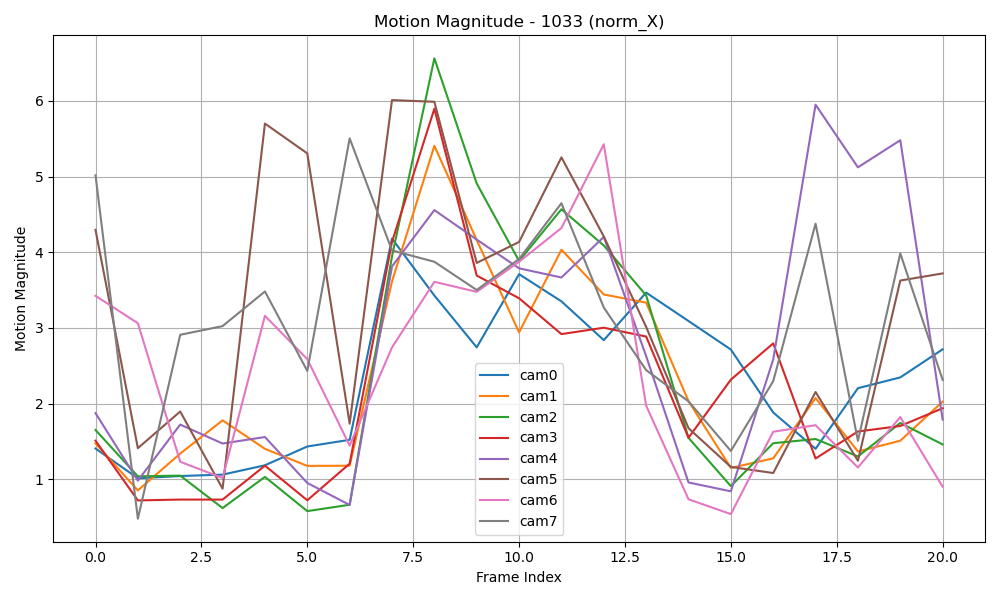 Motion Magnitude - 1033 (norm_X)
Motion Magnitude
6
5
4
3
2
1
cam0
cam1
cam2
cam3
cam4
cam5
cam6
cam7
0.0 2.5 5.0 7.5 10.0 12.5 15.0 17.5 20.0
Frame Index